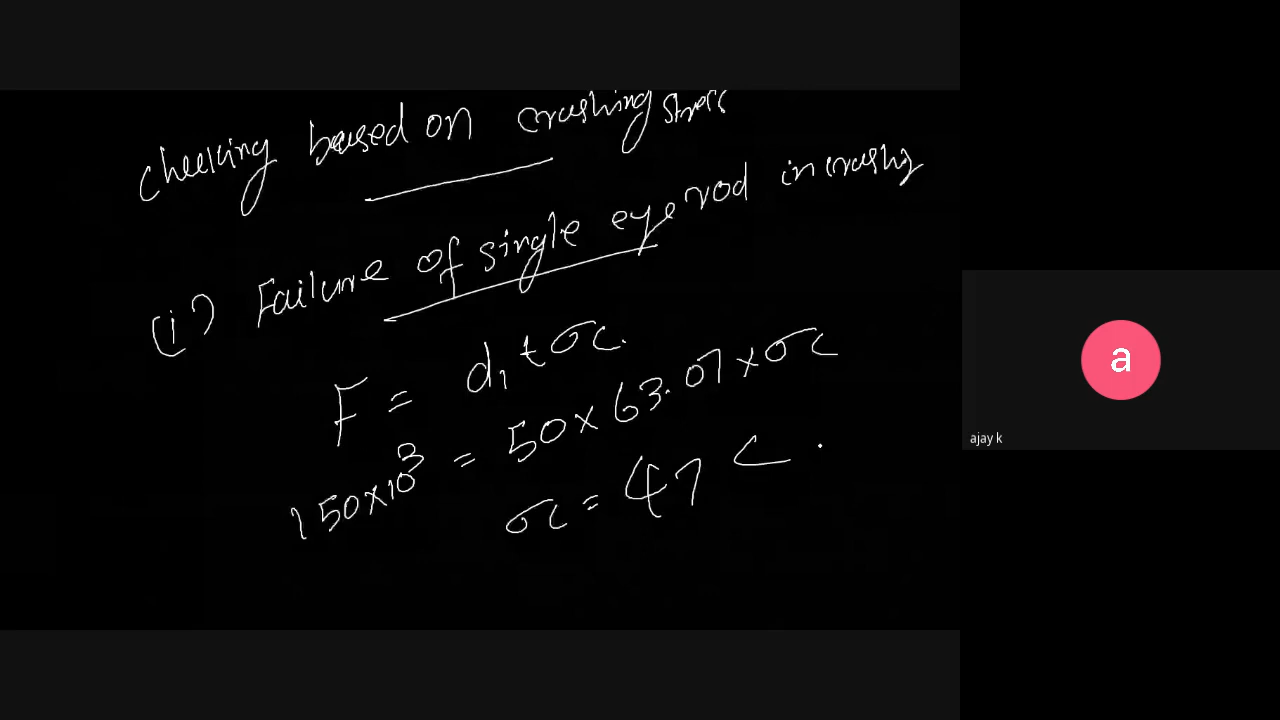 checking based on crushing stress
(i) Failure of single eye rod in crushing
F = d₁ t σc.
150×10³ = 50 × 63.07 × σc
σc = 47 <
a
ajay k